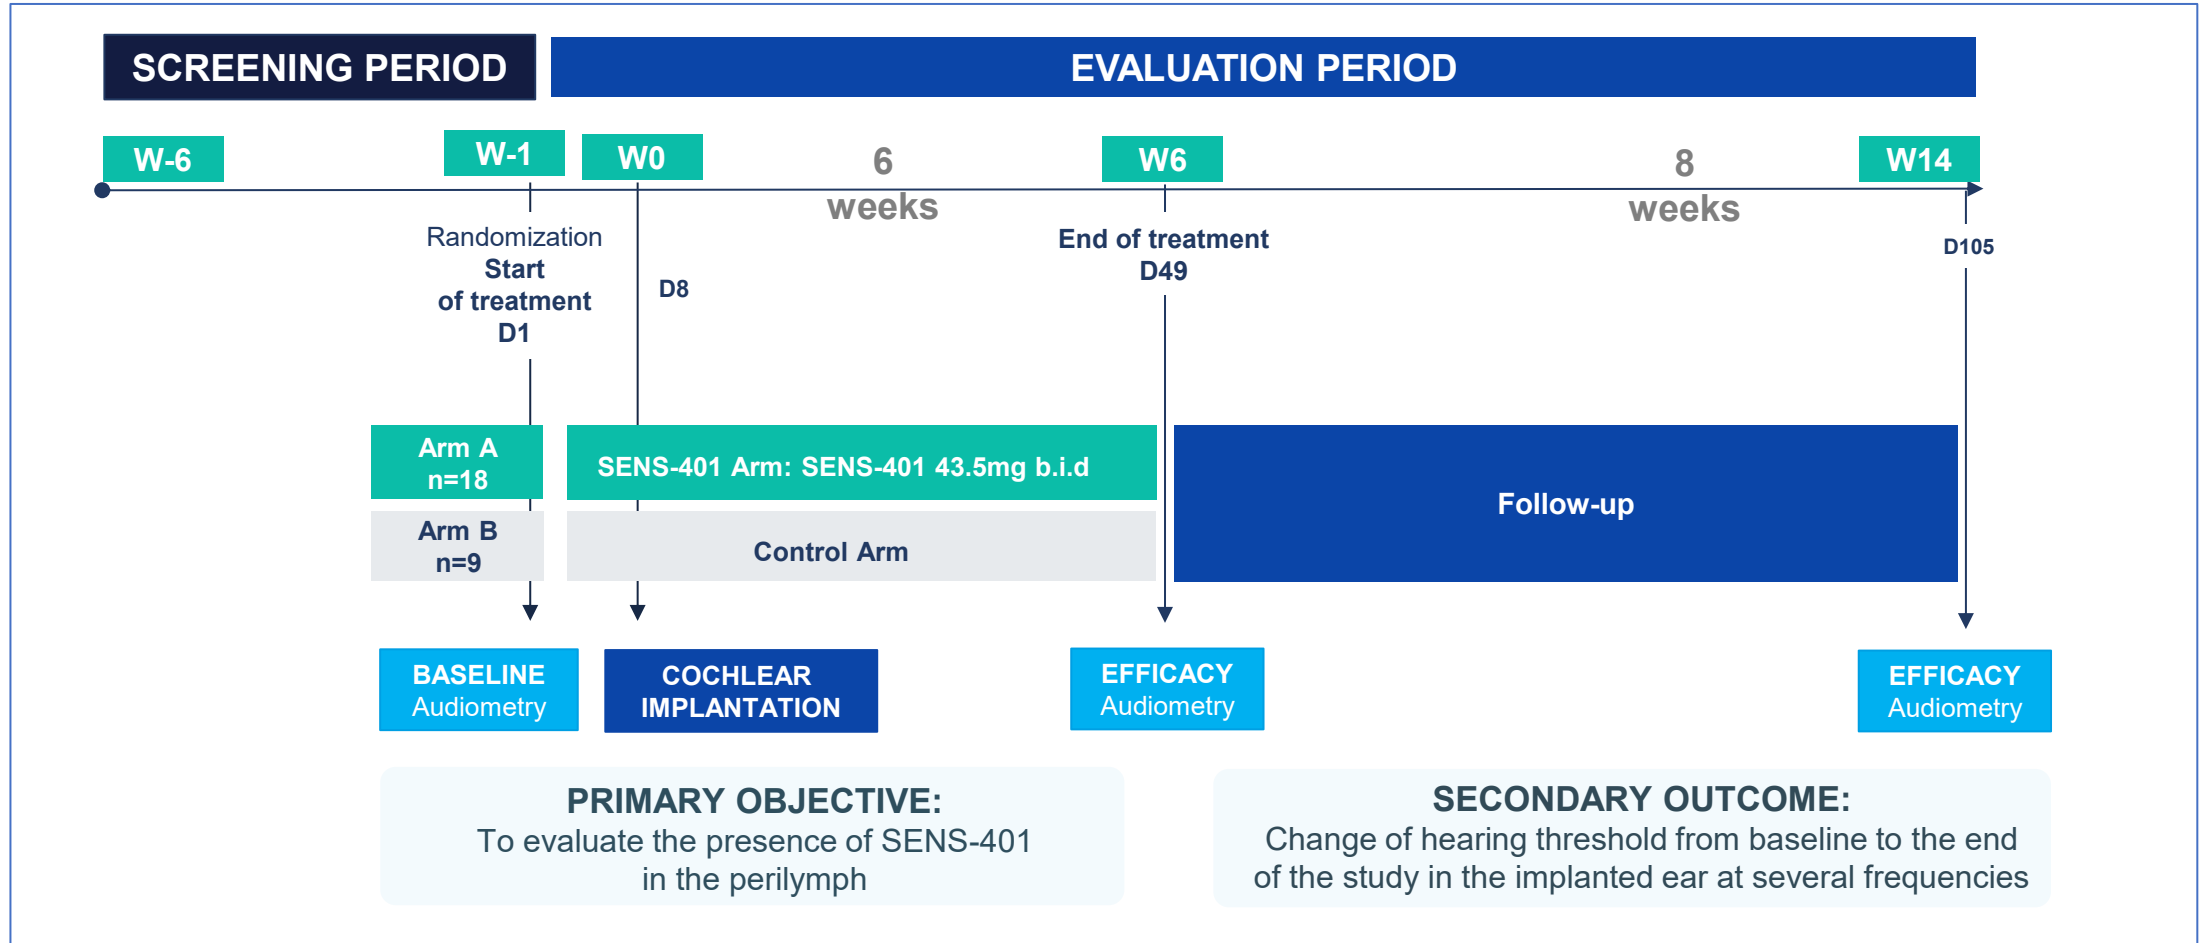 SCREENING PERIOD
EVALUATION PERIOD
W-6
W-1
W0
6
weeks
W6
8
weeks
W14
Randomization
Start
of treatment
D1
D8
End of treatment
D49
D105
Arm A
n=18
SENS-401 Arm: SENS-401 43.5mg b.i.d
Arm B
n=9
Control Arm
Follow-up
BASELINE
Audiometry
COCHLEAR
IMPLANTATION
EFFICACY
Audiometry
EFFICACY
Audiometry
PRIMARY OBJECTIVE:
To evaluate the presence of SENS-401
in the perilymph
SECONDARY OUTCOME:
Change of hearing threshold from baseline to the end
of the study in the implanted ear at several frequencies